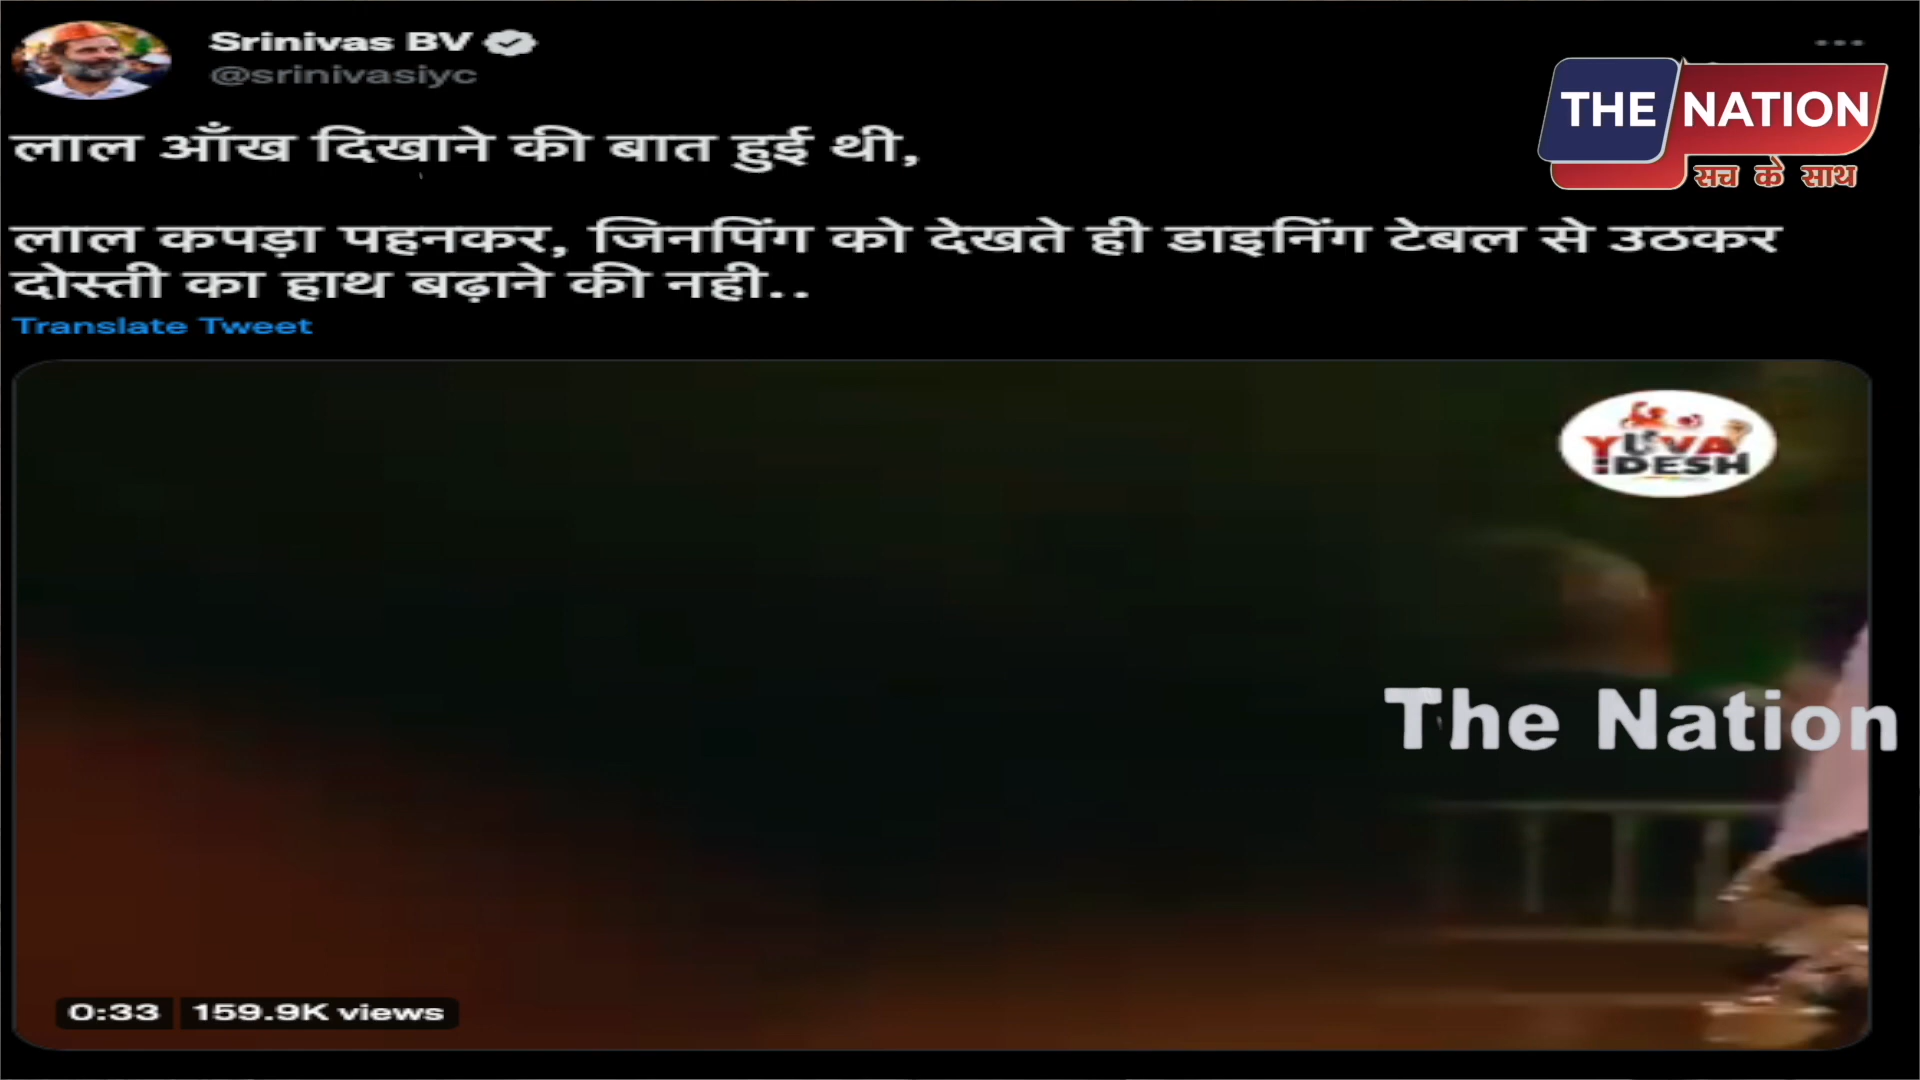 Srinivas BV
@srinivasiyc
THE NATION
सच के साथ
लाल आँख दिखाने की बात हुई थी,
लाल कपड़ा पहनकर, जिनपिंग को देखते ही डाइनिंग टेबल से उठकर
दोस्ती का हाथ बढ़ाने की नही..
Translate Tweet
YUVA
DESH
The Nation
0:33 159.9K views